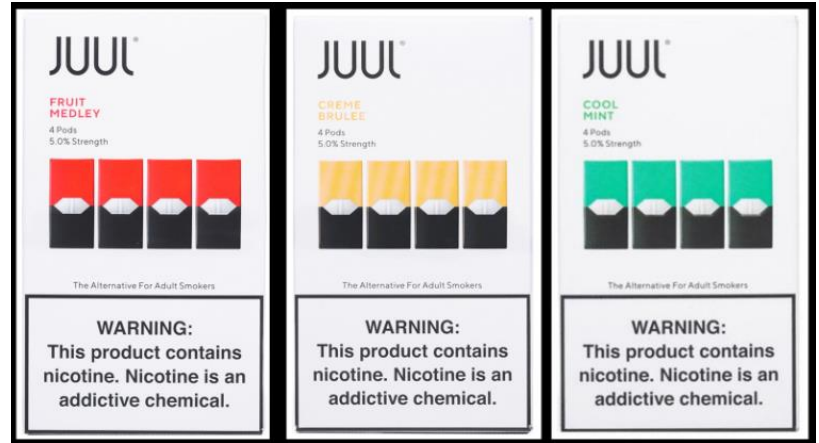 JUUL®
FRUIT
MEDLEY
4 Pods
5.0% Strength
The Alternative For Adult Smokers
WARNING:
This product contains
nicotine. Nicotine is an
addictive chemical.
JUUL®
CREME
BRULEE
4 Pods
5.0% Strength
The Alternative For Adult Smokers
WARNING:
This product contains
nicotine. Nicotine is an
addictive chemical.
JUUL®
COOL
MINT
4 Pods
5.0% Strength
The Alternative For Adult Smokers
WARNING:
This product contains
nicotine. Nicotine is an
addictive chemical.